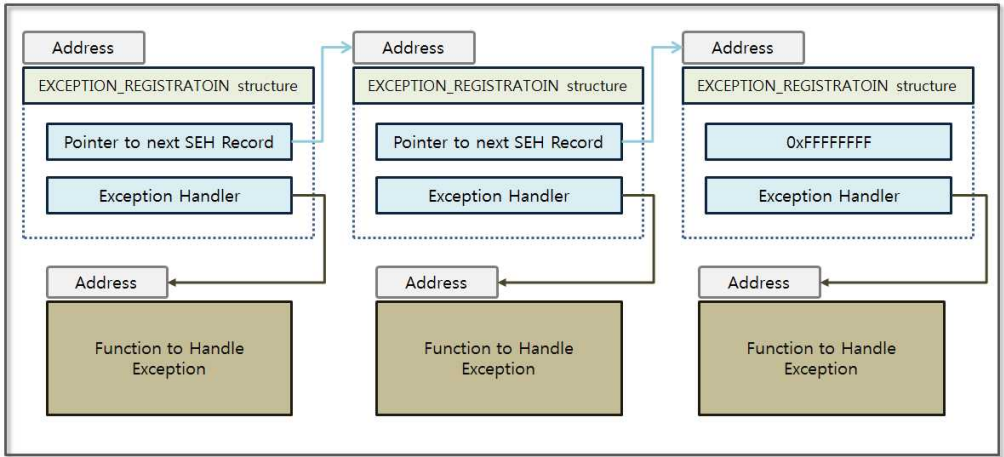 Address
Address
Address
EXCEPTION_REGISTRATOIN structure
EXCEPTION_REGISTRATOIN structure
EXCEPTION_REGISTRATOIN structure
Pointer to next SEH Record
Pointer to next SEH Record
0xFFFFFFFF
Exception Handler
Exception Handler
Exception Handler
Address
Address
Address
Function to Handle
Exception
Function to Handle
Exception
Function to Handle
Exception